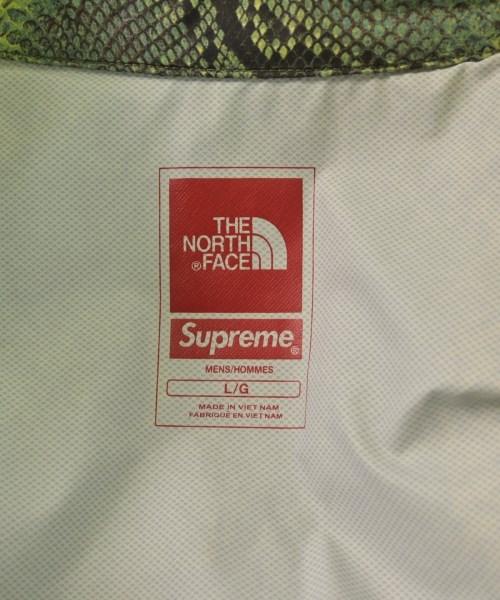 THE
NORTH
®FACE
Supreme®
MENS/HOMMES
L/G
MADE IN VIET NAM
FABRIQUÉ EN VIET NAM